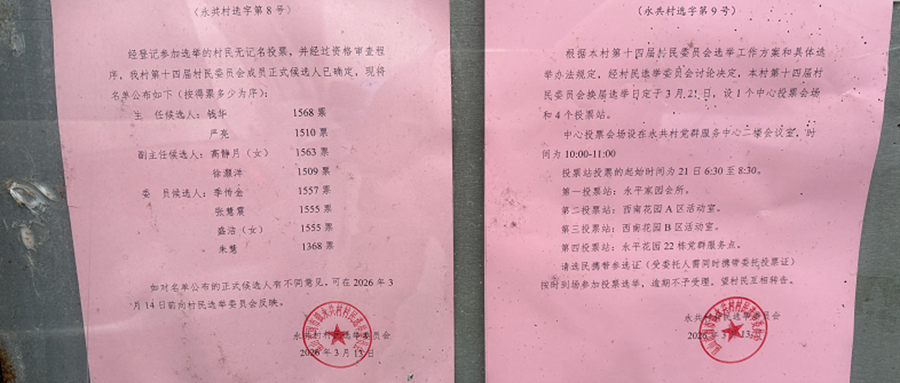 （永共村选字第8号）
经登记参加选举的村民无记名投票，并经过资格审查程
序，我村第十四届村民委员会成员正式候选人已确定，现将
名单公布如下（按得票多少为序）：
主 任候选人：钱华 1568票
严亮 1510票
副主任候选人：高静月（女） 1563票
徐灏洋 1509票
委 员候选人：季传金 1557票
张慧宸 1555票
盛洁（女） 1555票
朱慧 1368票
如对名单公布的正式候选人有不同意见，可在2026年3
月14日前向村民选举委员会反映。
永共村村民选举委员会
2026年3月13日
（永共村选字第9号）
根据本村第十四届村民委员会选举工作方案和具体选
举办法规定，经村民选举委员会讨论决定，本村第十四届村
民委员会换届选举日定于3月21日，设1个中心投票会场
和4个投票站。
中心投票会场设在永共村党群服务中心二楼会议室，时
间为10:00-11:00
投票站投票的起始时间为21日6:30至8:30。
第一投票站：永平家园会所。
第二投票站：西南花园A区活动室。
第三投票站：西南花园B区活动室。
第四投票站：永平花园22栋党群服务点。
请选民携带参选证（受委托人需同时携带委托投票证）
按时到场参加投票选举，逾期不予受理，望村民互相转告。
永共村村民选举委员会
2026年3月13日